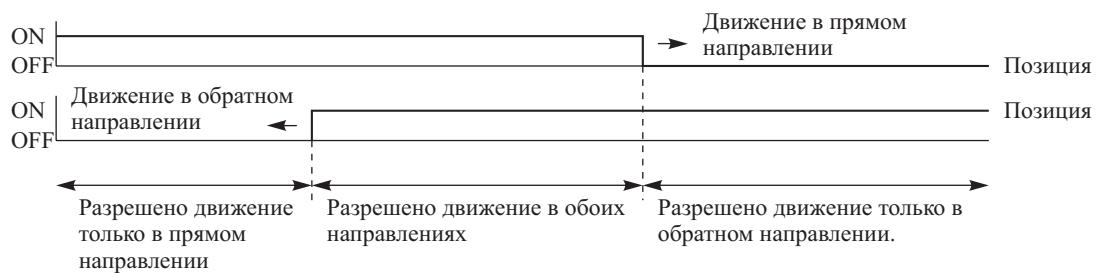 ON
OFF
Движение в прямом
направлении
Позиция
ON
OFF
Движение в обратном
направлении
Позиция
Разрешено движение
только в прямом
направлении
Разрешено движение в обоих
направлениях
Разрешено движение только в
обратном направлении.